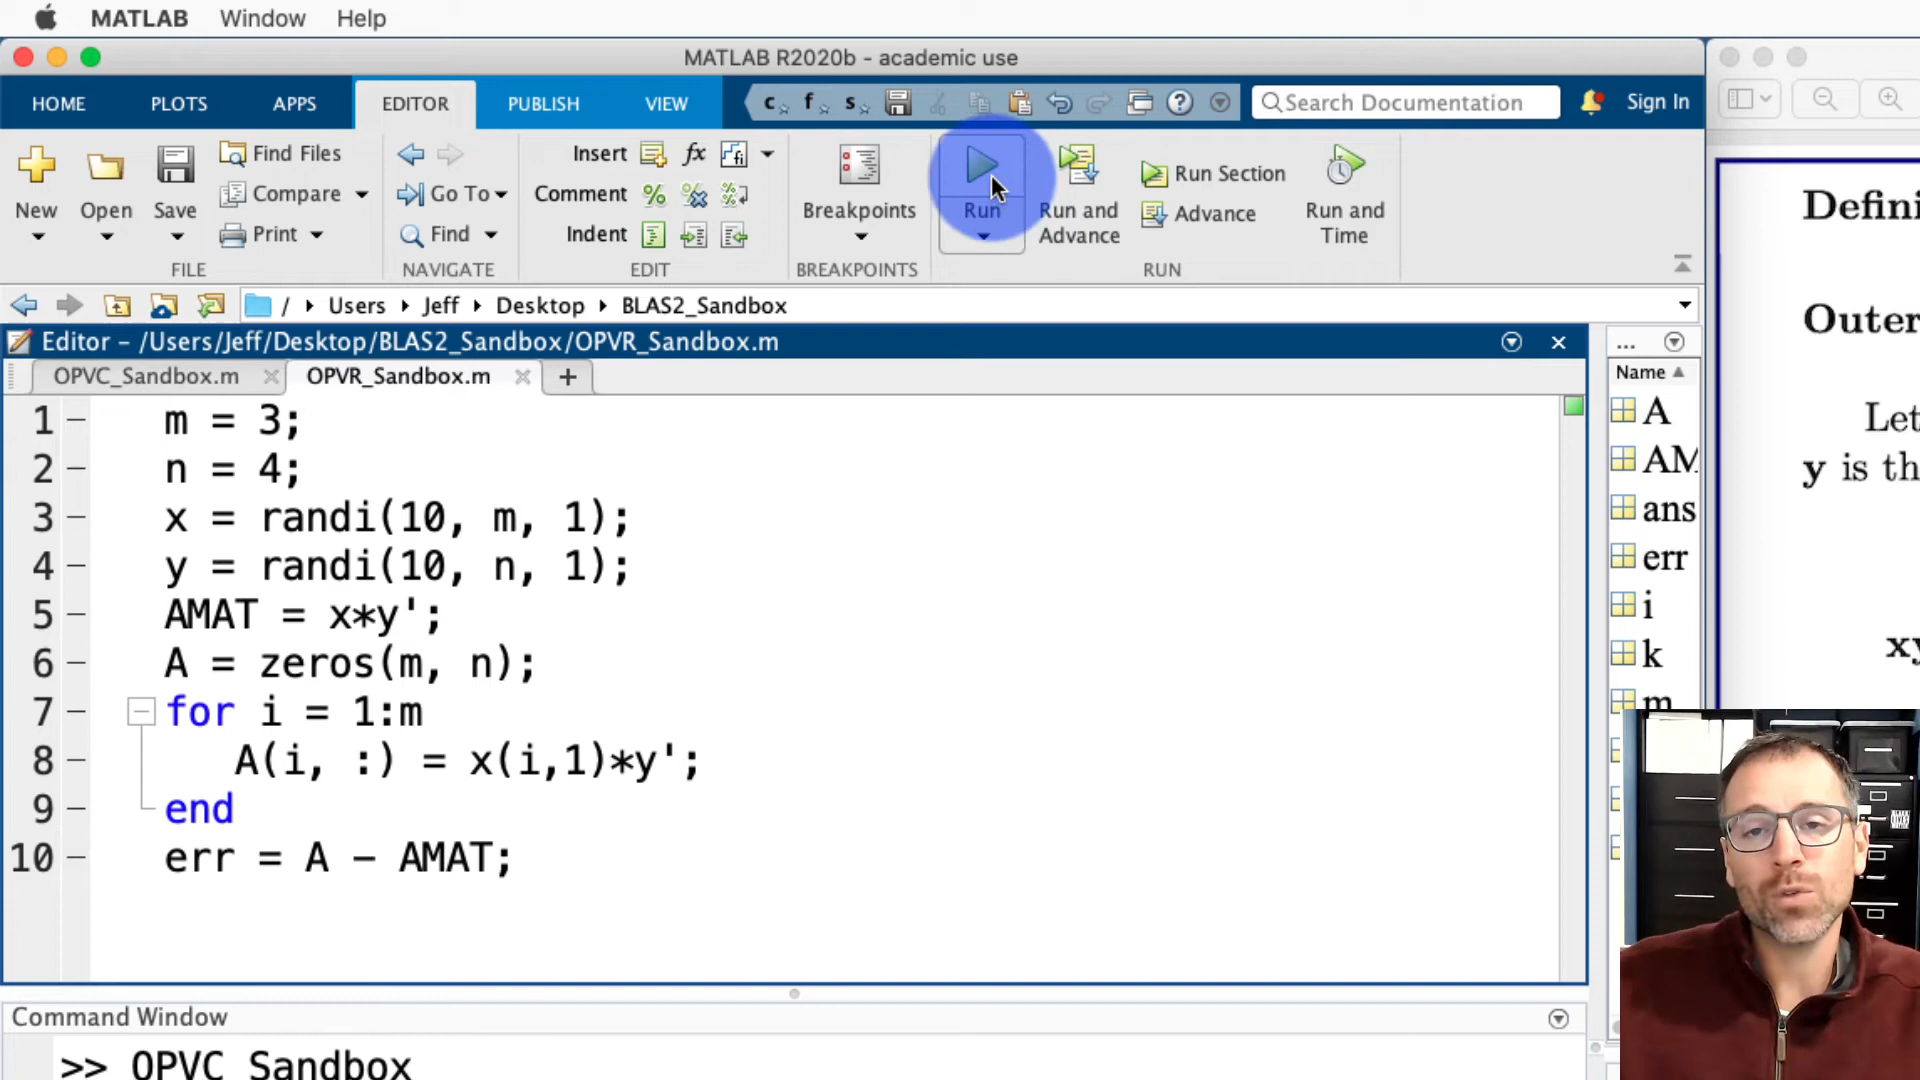 MATLAB Window Help
MATLAB R2020b - academic use
HOME PLOTS APPS EDITOR PUBLISH VIEW Search Documentation Sign In
New Open Save Find Files Compare Print FILE
Go To Find NAVIGATE
Insert fx Comment Indent EDIT
Breakpoints BREAKPOINTS
Run Run and Advance Run Section Advance Run and Time RUN
/ Users Jeff Desktop BLAS2_Sandbox
Editor - /Users/Jeff/Desktop/BLAS2_Sandbox/OPVR_Sandbox.m
OPVC_Sandbox.m OPVR_Sandbox.m
1 m = 3;
2 n = 4;
3 x = randi(10, m, 1);
4 y = randi(10, n, 1);
5 AMAT = x*y';
6 A = zeros(m, n);
7 for i = 1:m
8 A(i, :) = x(i,1)*y';
9 end
10 err = A - AMAT;
Command Window
>> OPVC_Sandbox
Name
A
AM
ans
err
i
k
m
Defini
Outer
Let
y is th
xy